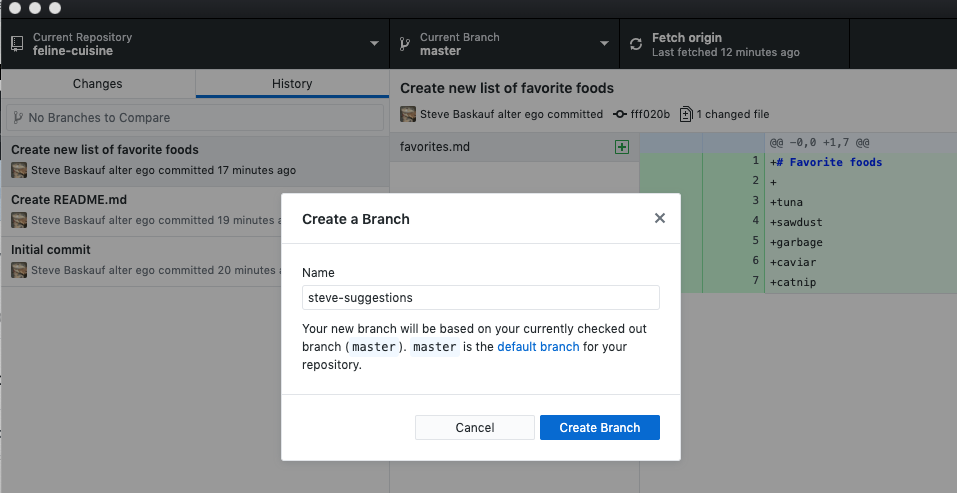 Current Repository
feline-cuisine
Current Branch
master
Fetch origin
Last fetched 12 minutes ago
Changes
History
No Branches to Compare
Create new list of favorite foods
Steve Baskauf alter ego committed 17 minutes ago
Create README.md
Steve Baskauf alter ego committed 19 minutes a
Initial commit
Steve Baskauf alter ego committed 20 minutes a
Create new list of favorite foods
Steve Baskauf alter ego committed fff020b 1 changed file
favorites.md
@@ -0,0 +1,7 @@
1 +# Favorite foods
2 +
3 +tuna
4 +sawdust
5 +garbage
6 +caviar
7 +catnip
Create a Branch
Name
steve-suggestions
Your new branch will be based on your currently checked out
branch (master). master is the default branch for your
repository.
Cancel
Create Branch